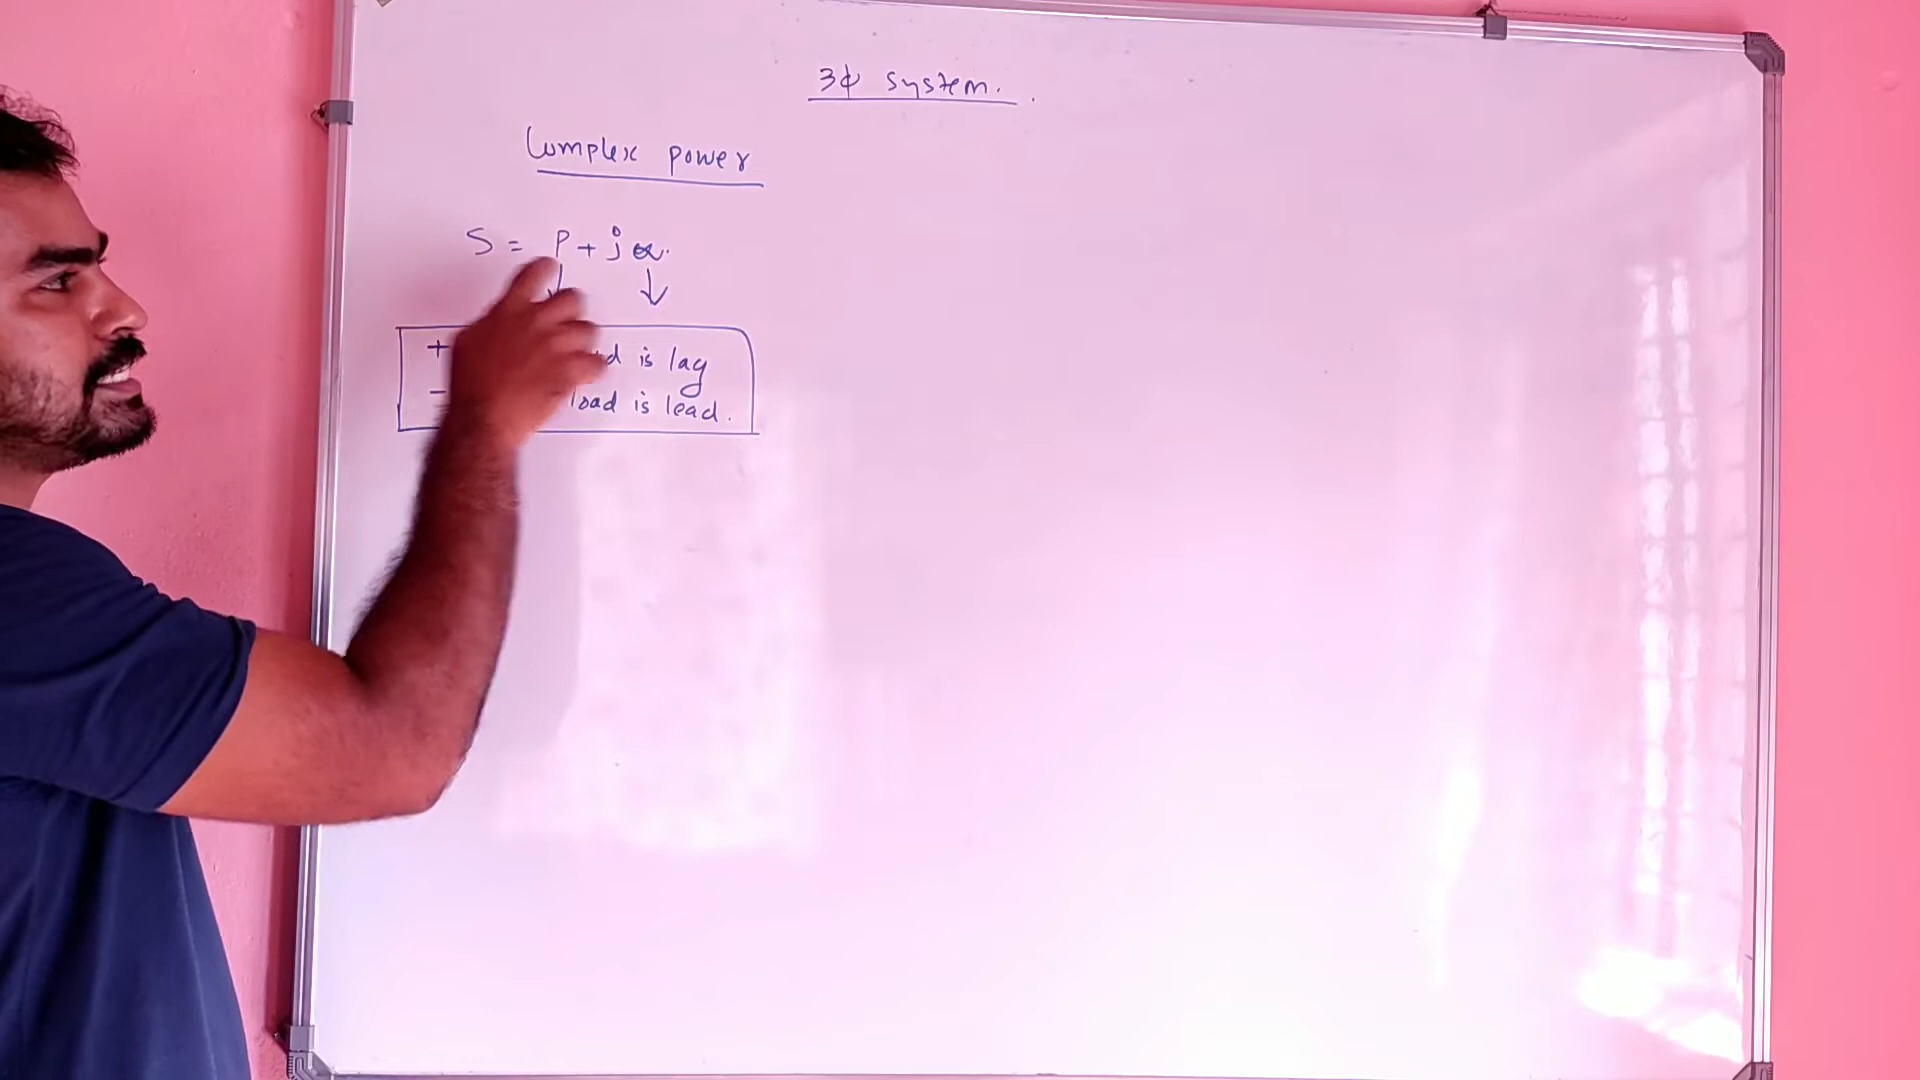 3φ system.
Complex power
S = P + jQ.
↓ ↓
+ is lag
- load is lead.